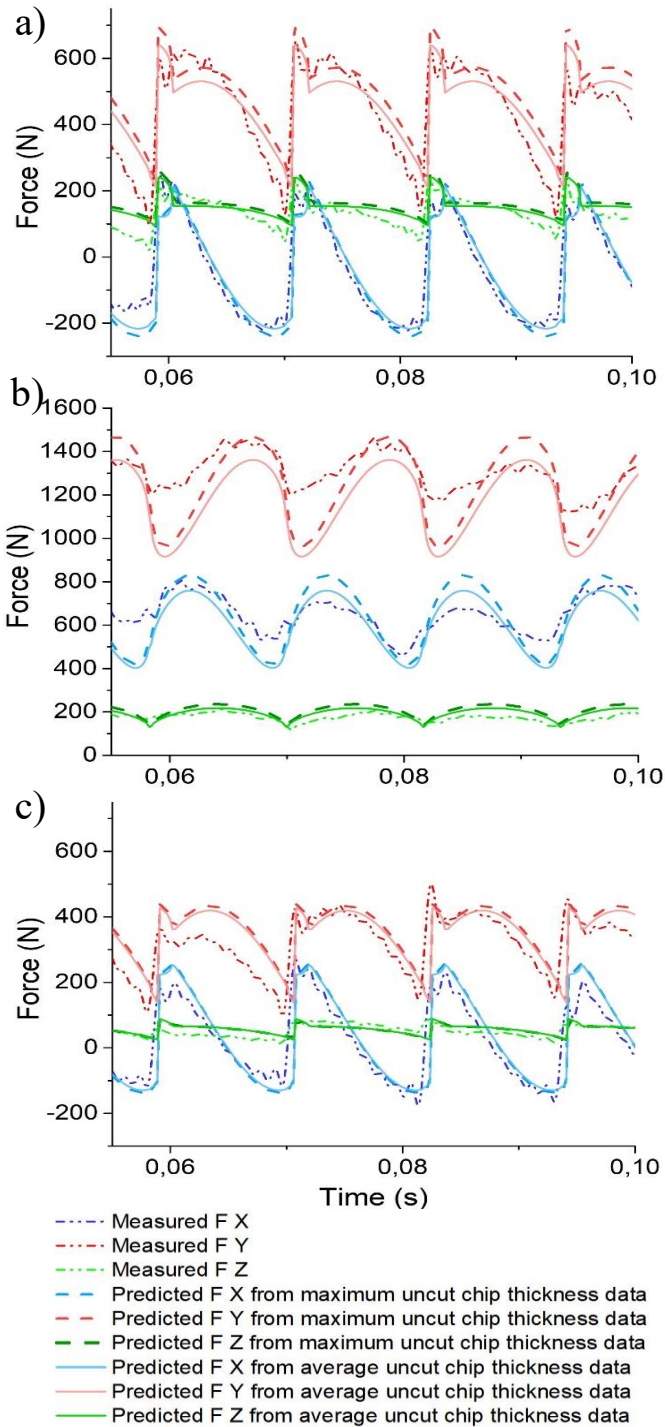 a)
600
400
200
0
-200
Force (N)
0,06
0,08
0,10
b)
1600
1400
1200
1000
800
600
400
200
0
Force (N)
0,06
0,08
0,10
c)
600
400
200
0
-200
Force (N)
0,06
0,08
0,10
Time (s)
Measured F X
Measured F Y
Measured F Z
Predicted F X from maximum uncut chip thickness data
Predicted F Y from maximum uncut chip thickness data
Predicted F Z from maximum uncut chip thickness data
Predicted F X from average uncut chip thickness data
Predicted F Y from average uncut chip thickness data
Predicted F Z from average uncut chip thickness data